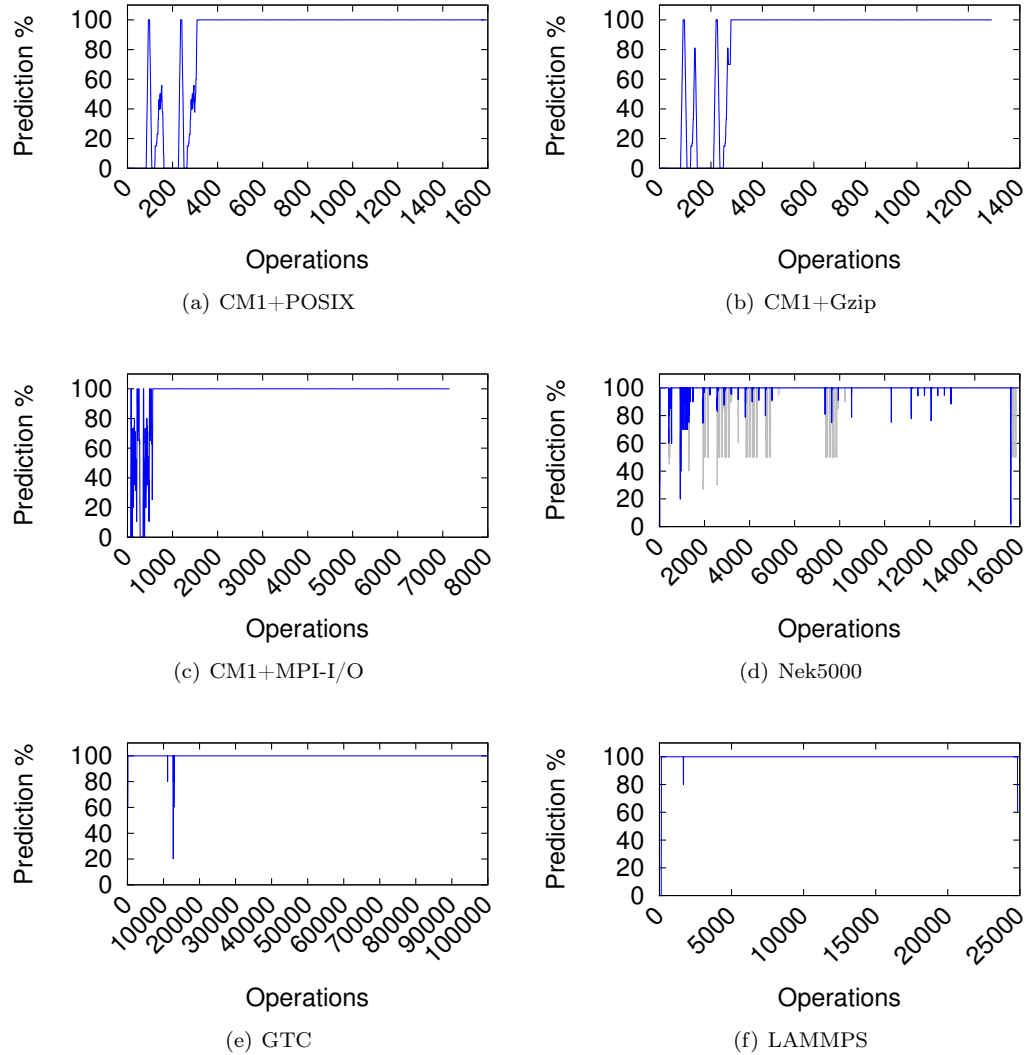 Prediction %
100
80
60
40
20
0
0 200 400 600 800 1000 1200 1400 1600
Operations
(a) CM1+POSIX
Prediction %
100
80
60
40
20
0
0 200 400 600 800 1000 1200 1400
Operations
(b) CM1+Gzip
Prediction %
100
80
60
40
20
0
0 1000 2000 3000 4000 5000 6000 7000 8000
Operations
(c) CM1+MPI-I/O
Prediction %
100
80
60
40
20
0
0 2000 4000 6000 8000 10000 12000 14000 16000
Operations
(d) Nek5000
Prediction %
100
80
60
40
20
0
0 10000 20000 30000 40000 50000 60000 70000 80000 90000 100000
Operations
(e) GTC
Prediction %
100
80
60
40
20
0
0 5000 10000 15000 20000 25000
Operations
(f) LAMMPS